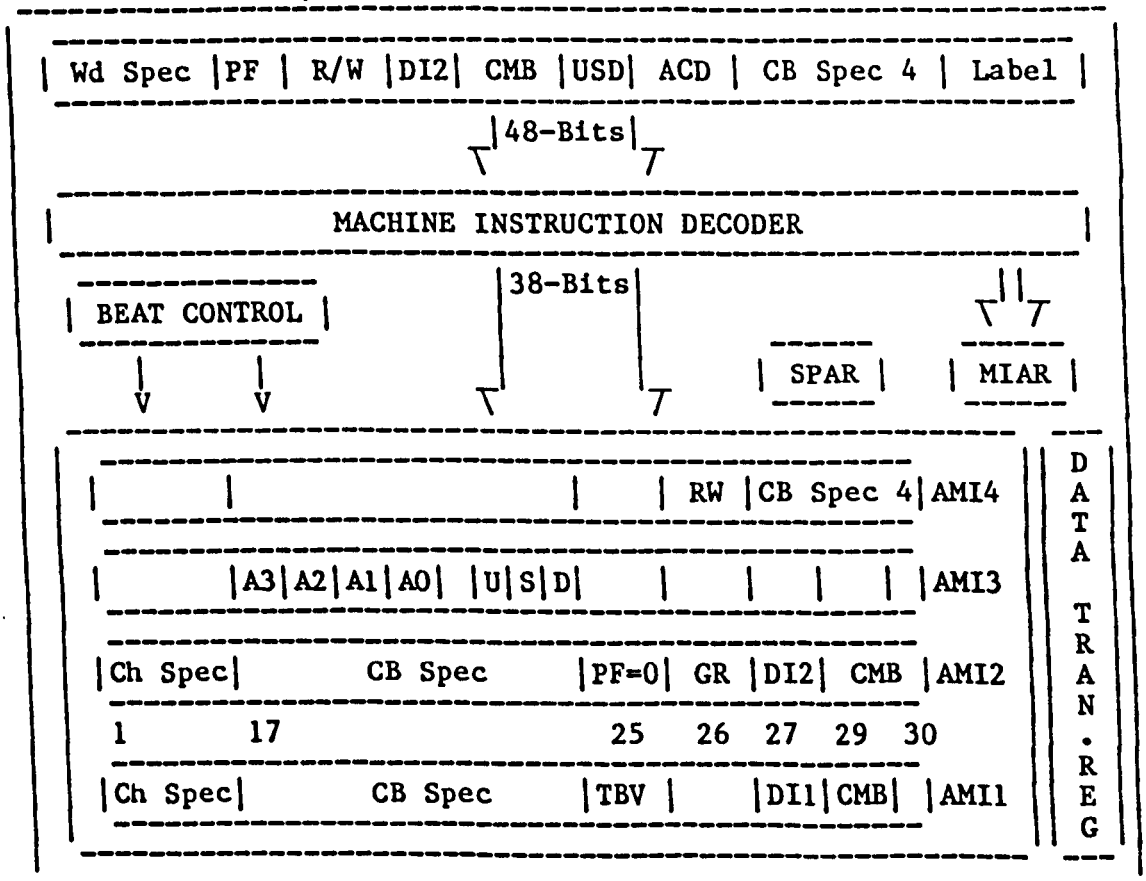 Wd Spec |PF | R/W |DI2| CMB |USD| ACD | CB Spec 4 | Label
48-Bits
MACHINE INSTRUCTION DECODER
38-Bits
BEAT CONTROL
SPAR | MIAR
V V
RW |CB Spec 4| AMI4
|A3|A2|A1|A0| |U|S|D| AMI3
|Ch Spec| CB Spec |PF=0| GR |DI2| CMB |AMI2
1 17 25 26 27 29 30
|Ch Spec| CB Spec |TBV | |DI1|CMB| |AMI1
DATA TRAN.REG